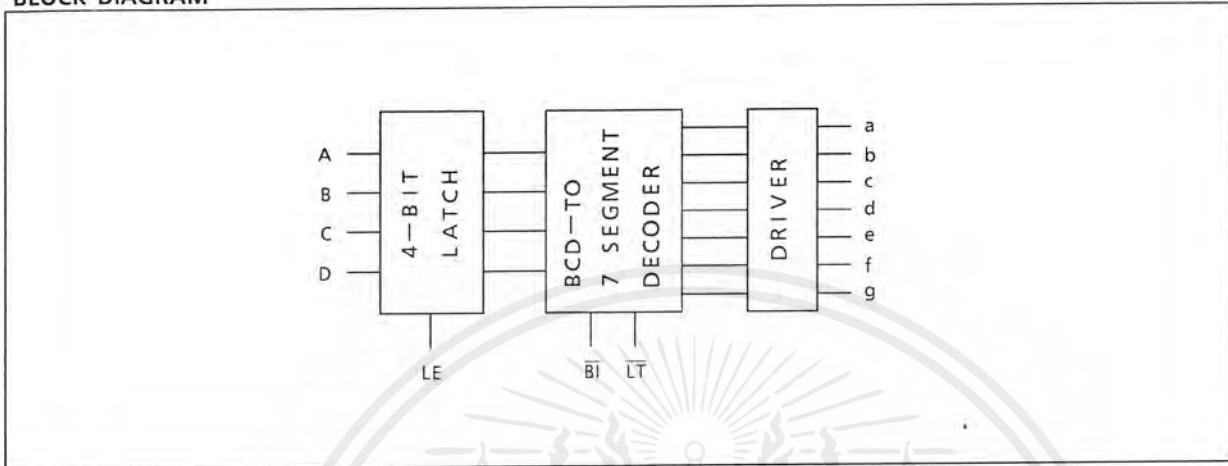 BLOCK DIAGRAM
A
B
C
D
4-BIT
LATCH
LE
BCD-TO
7 SEGMENT
DECODER
BI
LT
DRIVER
a
b
c
d
e
f
g